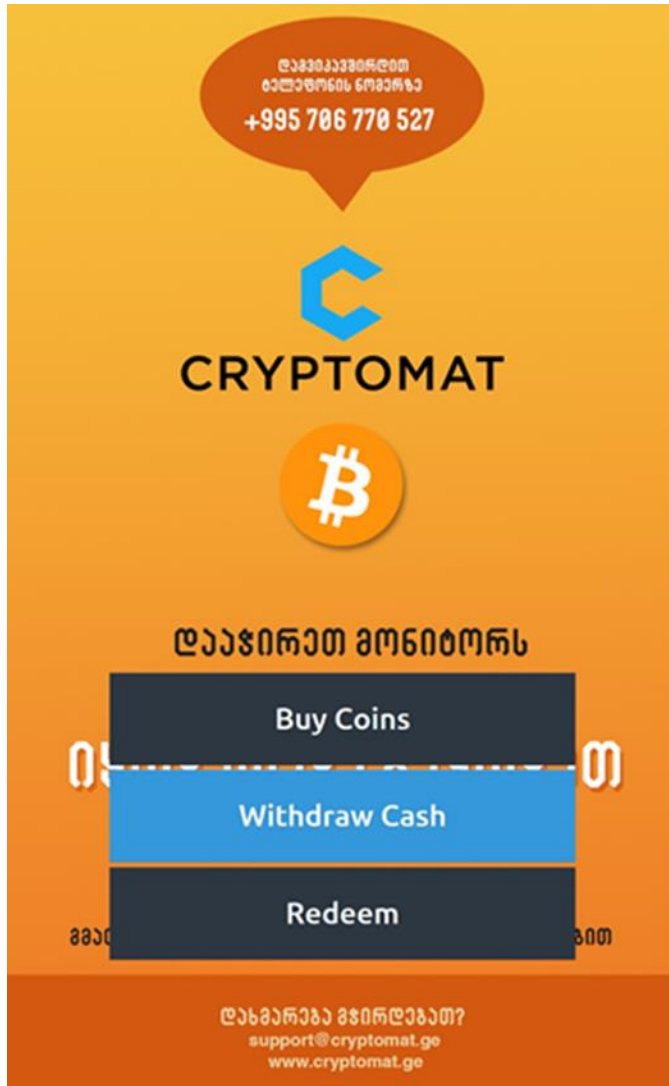 დაგვიკავშირდით
ტელეფონის ნომერზე
+995 706 770 527
CRYPTOMAT
დააჭირეთ მონიტორს
Buy Coins
Withdraw Cash
Redeem
დახმარება გჭირდებათ?
support@cryptomat.ge
www.cryptomat.ge